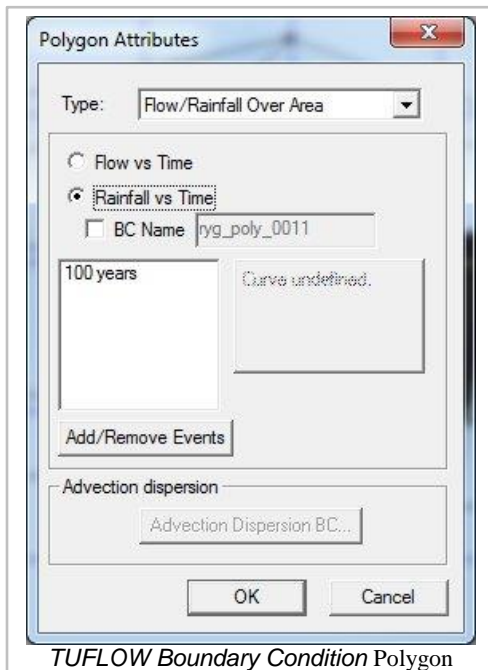 Polygon Attributes
Type: Flow/Rainfall Over Area
Flow vs Time
Rainfall vs Time
BC Name ryg_poly_0011
100 years Curve undefined.
Add/Remove Events
Advection dispersion
Advection Dispersion BC...
OK Cancel
TUFLOW Boundary Condition Polygon